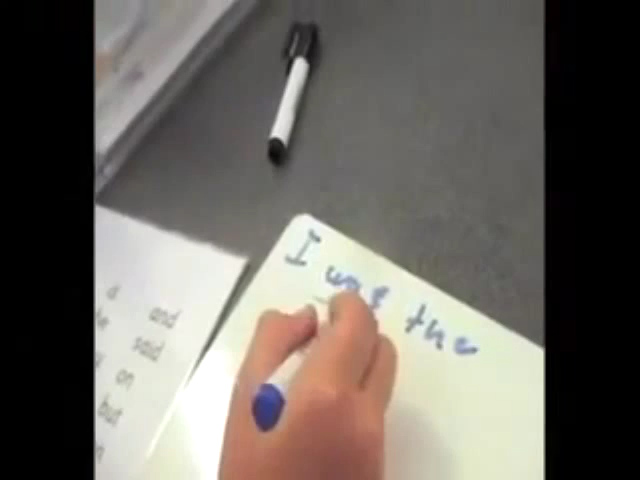 I was the
a and
said
on
but